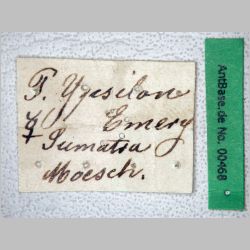 T. Ypsilon
☿ Emery
Sumatra
Moesch.
AntBase.de No. 00468